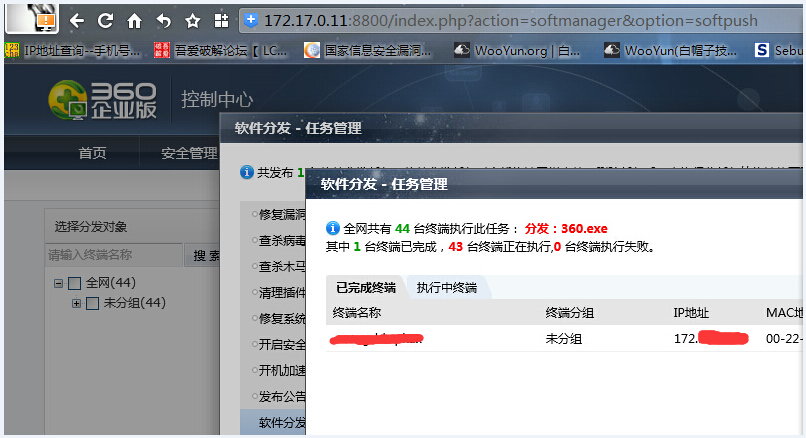 172.17.0.11:8800/index.php?action=softmanager&option=softpush
IP地址查询--手机号... 吾爱破解论坛【 LC... 国家信息安全漏洞... WooYun.org | 白... WooYun(白帽子技... S Sebu
360
企业版
控制中心
首页 安全管理
软件分发 - 任务管理
共发布 1
软件分发 - 任务管理
全网共有 44 台终端执行此任务： 分发：360.exe
其中 1 台终端已完成，43 台终端正在执行,0 台终端执行失败。
选择分发对象
请输入终端名称 搜 索
全网(44)
未分组(44)
修复漏洞
查杀病毒
查杀木马
清理插件
修复系统
开启安全
开机加速
发布公告
软件分发
已完成终端 执行中终端
终端名称 终端分组 IP地址 MAC地
未分组 172. 00-22-